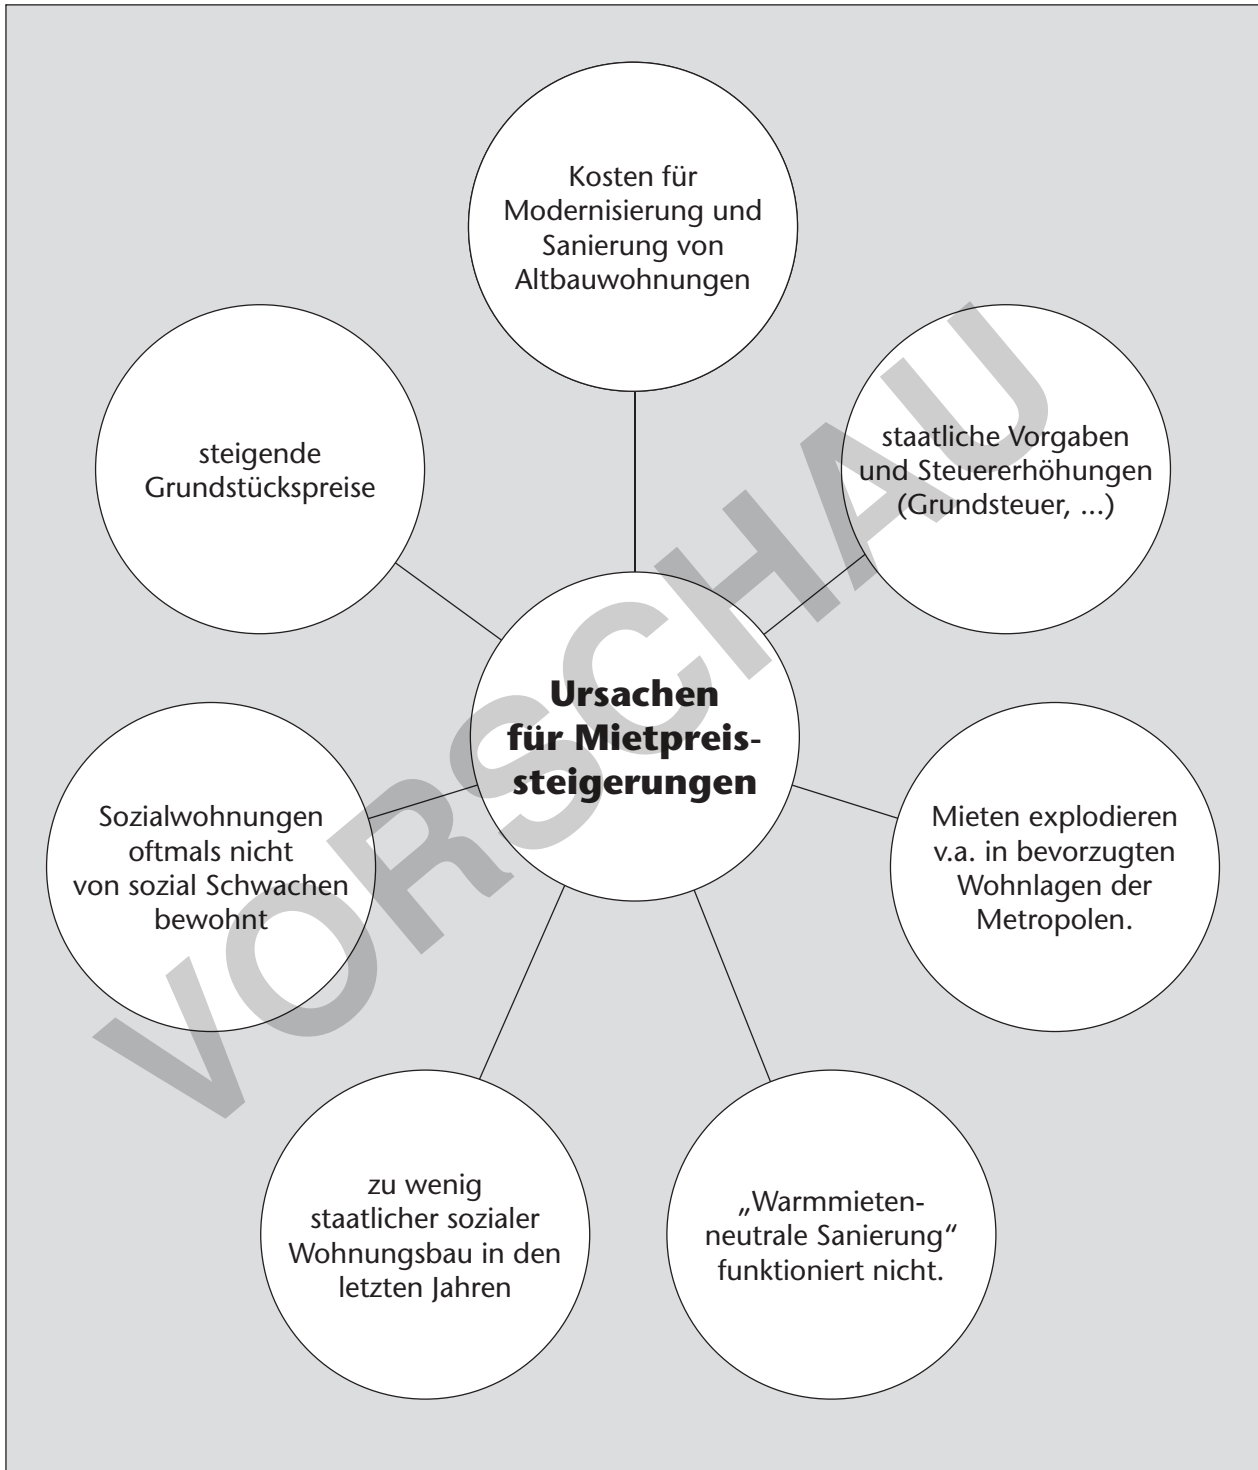 Kosten für
Modernisierung und
Sanierung von
Altbauwohnungen
steigende
Grundstückspreise
staatliche Vorgaben
und Steuererhöhungen
(Grundsteuer, ...)
Ursachen
für Mietpreis-
steigerungen
Sozialwohnungen
oftmals nicht
von sozial Schwachen
bewohnt
Mieten explodieren
v.a. in bevorzugten
Wohnlagen der
Metropolen.
zu wenig
staatlicher sozialer
Wohnungsbau in den
letzten Jahren
„Warmmieten-
neutrale Sanierung“
funktioniert nicht.
VORSCHAU